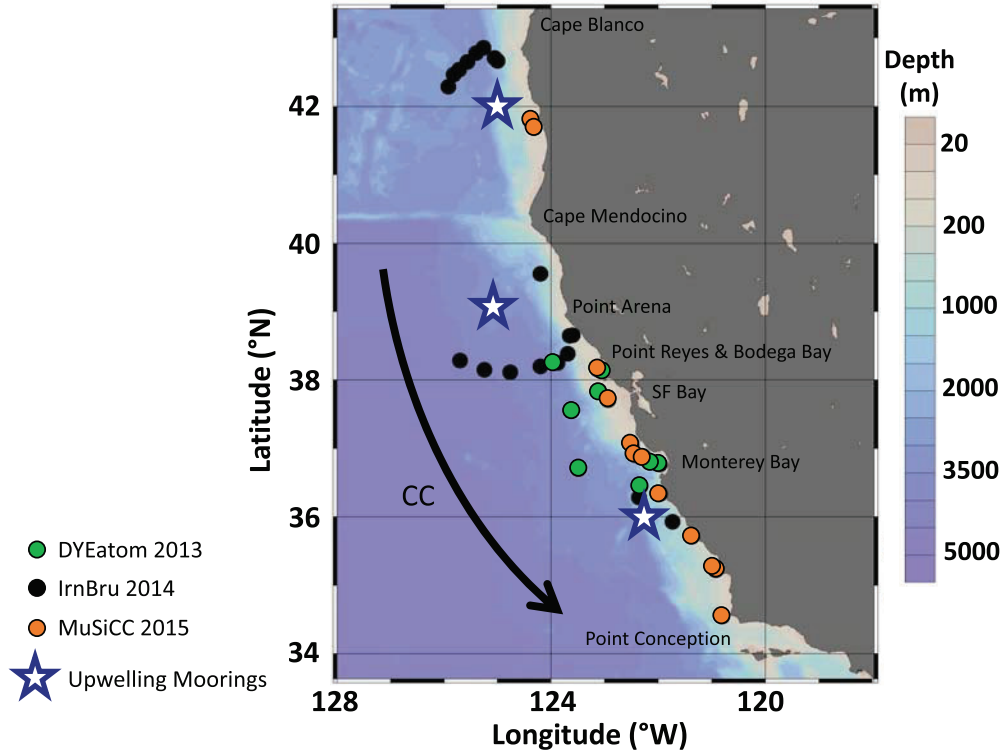 Cape Blanco
Depth
(m)
42
20
Cape Mendocino
200
40
Point Arena
1000
Point Reyes & Bodega Bay
38
SF Bay
2000
Latitude (°N)
Monterey Bay
3500
CC
36
DYEatom 2013
5000
IrnBru 2014
MuSiCC 2015
Point Conception
34
Upwelling Moorings
128
124
120
Longitude (°W)